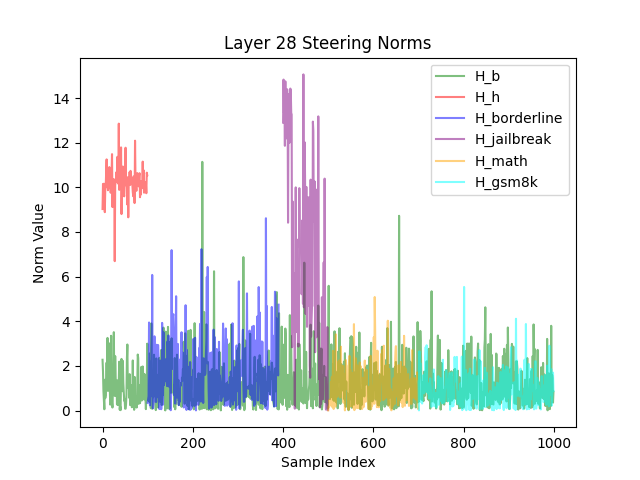 Layer 28 Steering Norms
H_b
H_h
H_borderline
H_jailbreak
H_math
H_gsm8k
Norm Value
14
12
10
8
6
4
2
0
0 200 400 600 800 1000
Sample Index